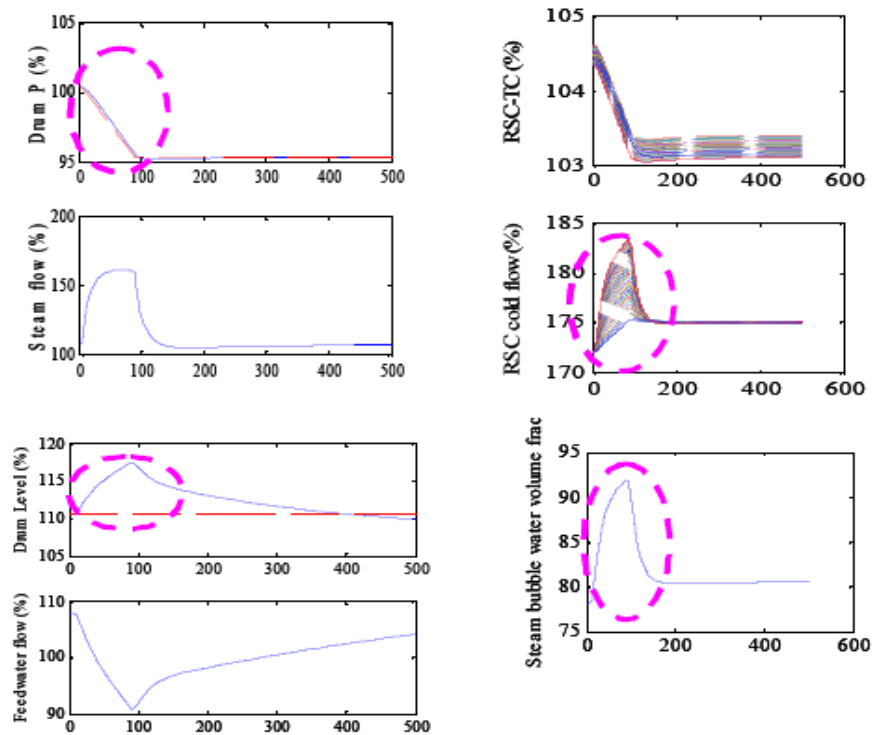 105
100
95
Drum P (%)
0 100 200 300 400 500
200
150
100
Steam flow (%)
0 100 200 300 400 500
120
115
110
105
Drum Level (%)
0 100 200 300 400 500
110
100
90
Feedwater flow (%)
0 100 200 300 400 500
105
104
103
RSC-TC (%)
0 200 400 600
185
180
175
170
RSC cold flow(%)
0 200 400 600
95
90
85
80
75
Steam bubble water volume frac
0 200 400 600